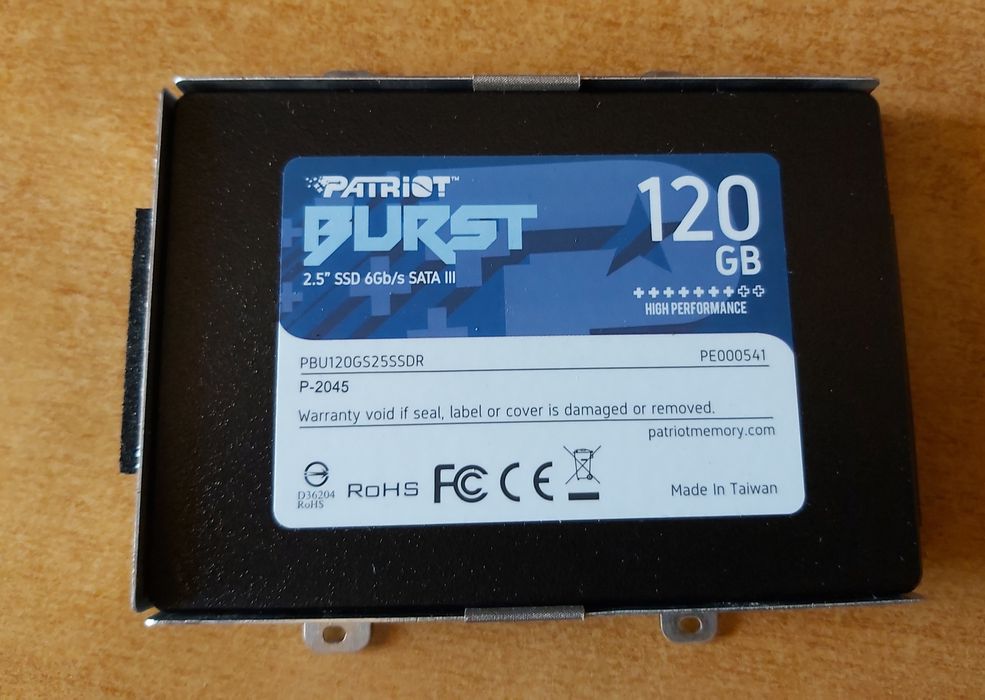 PATRIOT™
BURST
2.5" SSD 6Gb/s SATA III
120
GB
HIGH PERFORMANCE
PBU120GS25SSDR PE000541
P-2045
Warranty void if seal, label or cover is damaged or removed.
patriotmemory.com
D36204
RoHS
RoHS FC CE
Made In Taiwan